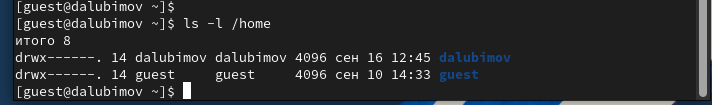 [guest@dalubimov ~]$
[guest@dalubimov ~]$ ls -l /home
итого 8
drwx------. 14 dalubimov dalubimov 4096 сен 16 12:45 dalubimov
drwx------. 14 guest     guest     4096 сен 10 14:33 guest
[guest@dalubimov ~]$